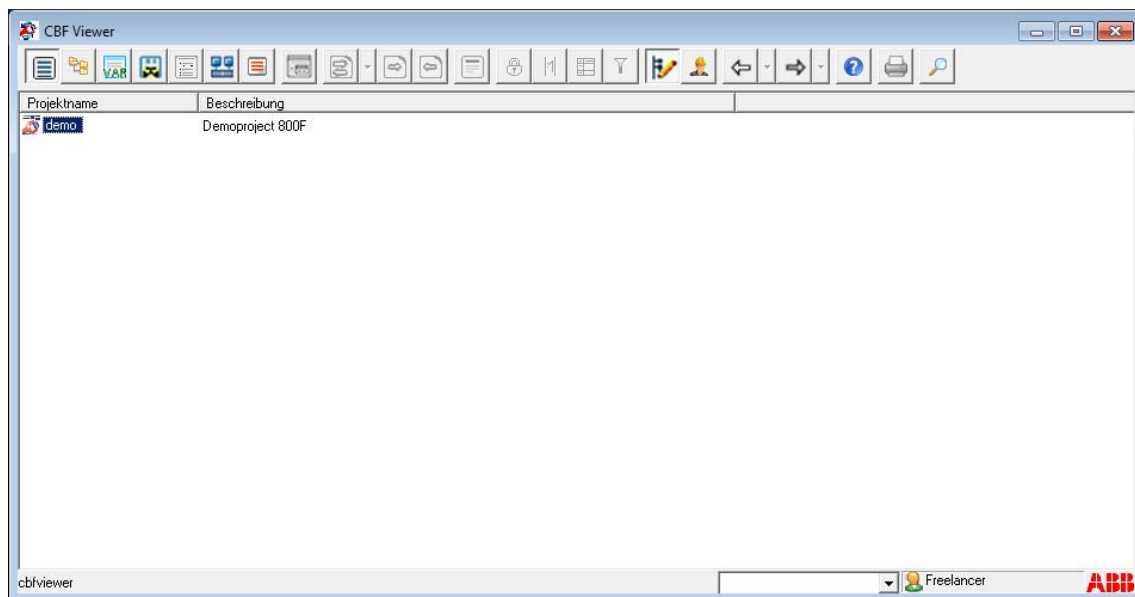 CBF Viewer
VAR
Projektname Beschreibung
demo Demoproject 800F
cbfviewer Freelancer ABB